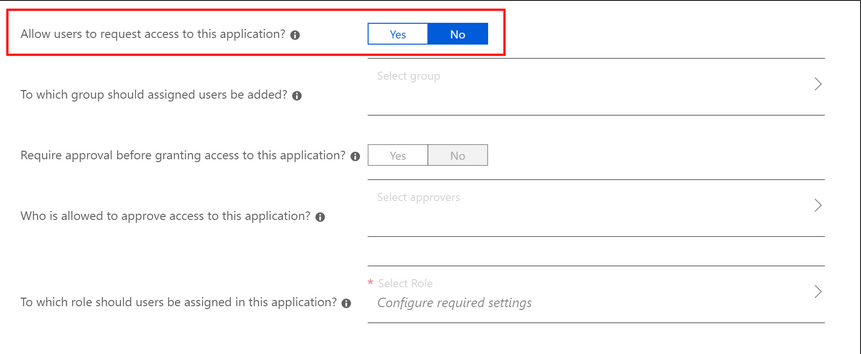 Allow users to request access to this application?
Yes No
Select group
To which group should assigned users be added?
Require approval before granting access to this application?
Yes No
Select approvers
Who is allowed to approve access to this application?
* Select Role
To which role should users be assigned in this application?
Configure required settings